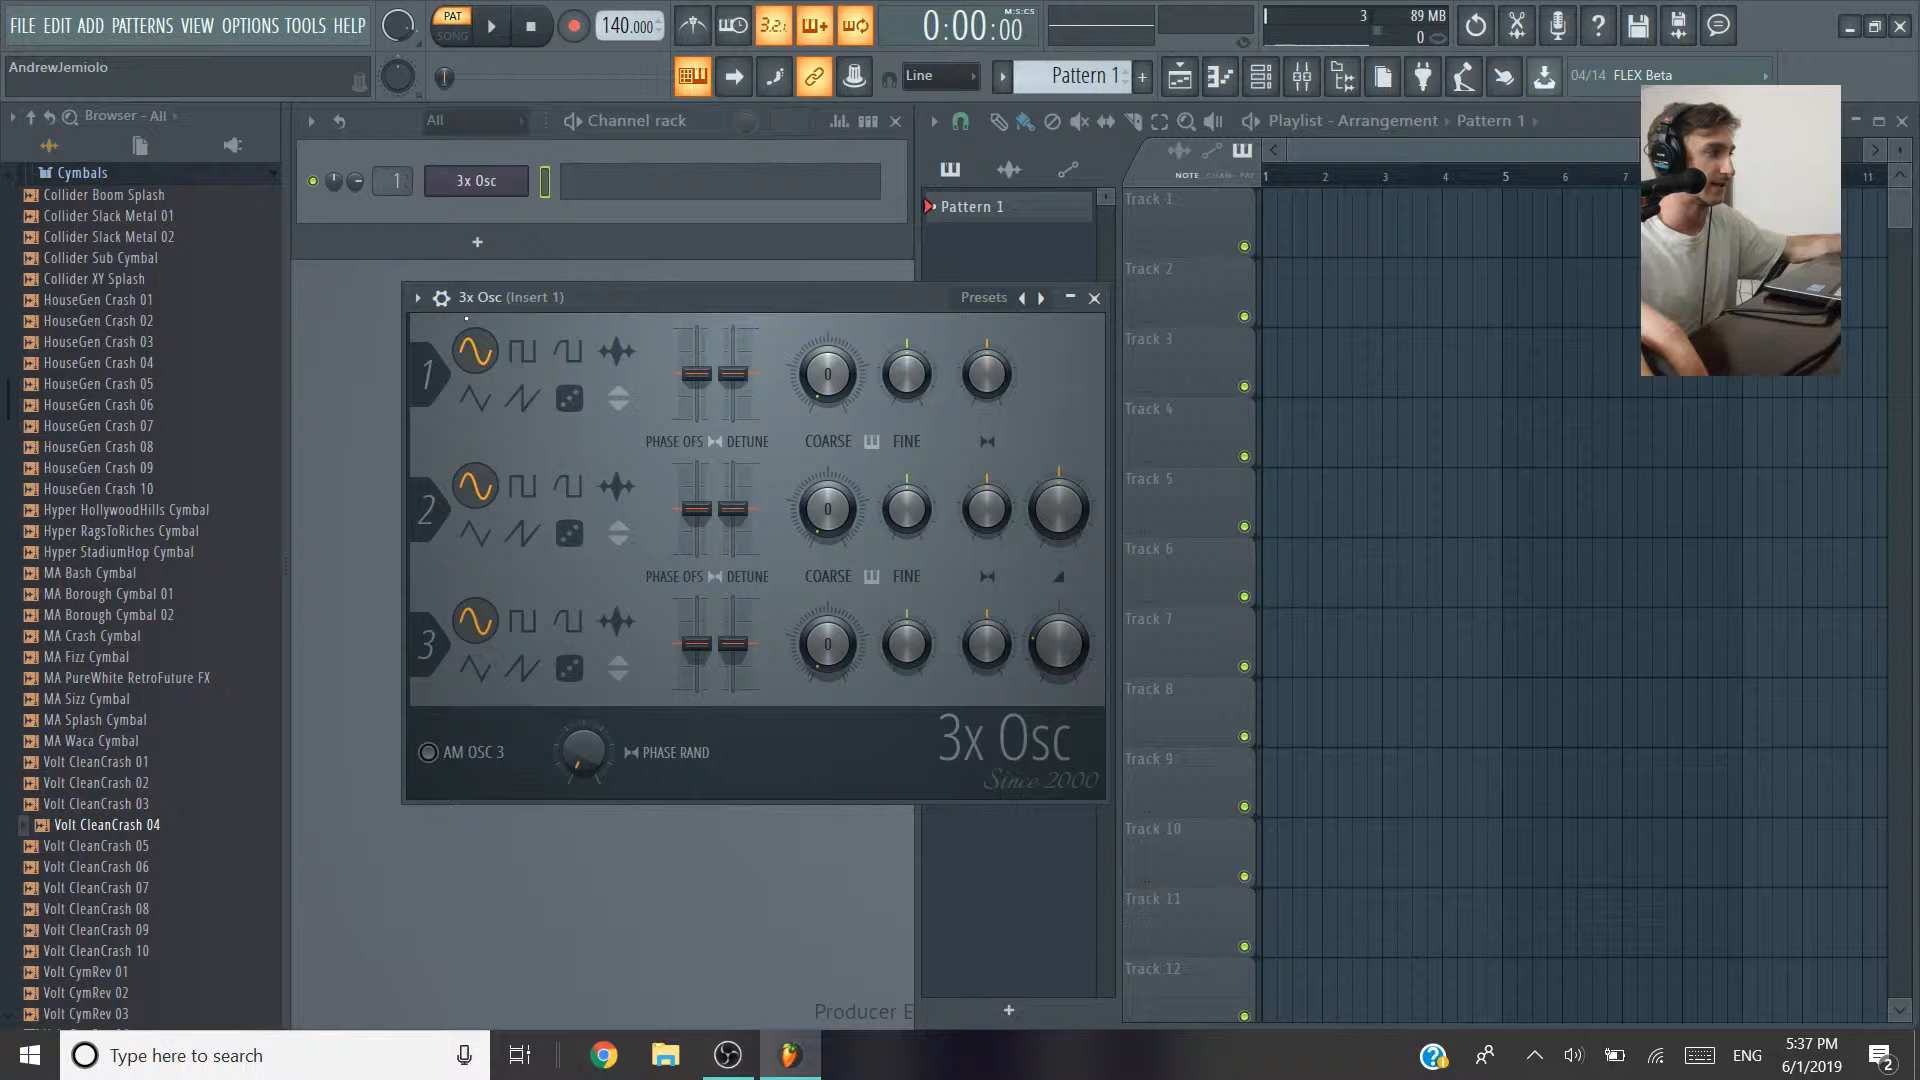 FILE EDIT ADD PATTERNS VIEW OPTIONS TOOLS HELP
PAT
SONG
140.000
3.2.
0:00:00
M:S:CS
3
89 MB
0
AndrewJemiolo
Line
Pattern 1
04/14 FLEX Beta
Browser - All
All
Channel rack
Playlist - Arrangement
Pattern 1
Cymbals
Collider Boom Splash
Collider Slack Metal 01
Collider Slack Metal 02
Collider Sub Cymbal
Collider XY Splash
HouseGen Crash 01
HouseGen Crash 02
HouseGen Crash 03
HouseGen Crash 04
HouseGen Crash 05
HouseGen Crash 06
HouseGen Crash 07
HouseGen Crash 08
HouseGen Crash 09
HouseGen Crash 10
Hyper HollywoodHills Cymbal
Hyper RagsToRiches Cymbal
Hyper StadiumHop Cymbal
MA Bash Cymbal
MA Borough Cymbal 01
MA Borough Cymbal 02
MA Crash Cymbal
MA Fizz Cymbal
MA PureWhite RetroFuture FX
MA Sizz Cymbal
MA Splash Cymbal
MA Waca Cymbal
Volt CleanCrash 01
Volt CleanCrash 02
Volt CleanCrash 03
Volt CleanCrash 04
Volt CleanCrash 05
Volt CleanCrash 06
Volt CleanCrash 07
Volt CleanCrash 08
Volt CleanCrash 09
Volt CleanCrash 10
Volt CymRev 01
Volt CymRev 02
Volt CymRev 03
1
3x Osc
3x Osc (Insert 1)
Presets
1
0
PHASE OFS DETUNE
COARSE FINE
2
0
PHASE OFS DETUNE
COARSE FINE
3
0
AM OSC 3
PHASE RAND
3x Osc
Since 2000
Producer E
Pattern 1
NOTE CHAN PAT
1 2 3 4 5 6 7 11
Track 1
Track 2
Track 3
Track 4
Track 5
Track 6
Track 7
Track 8
Track 9
Track 10
Track 11
Track 12
Type here to search
ENG
5:37 PM
6/1/2019
2